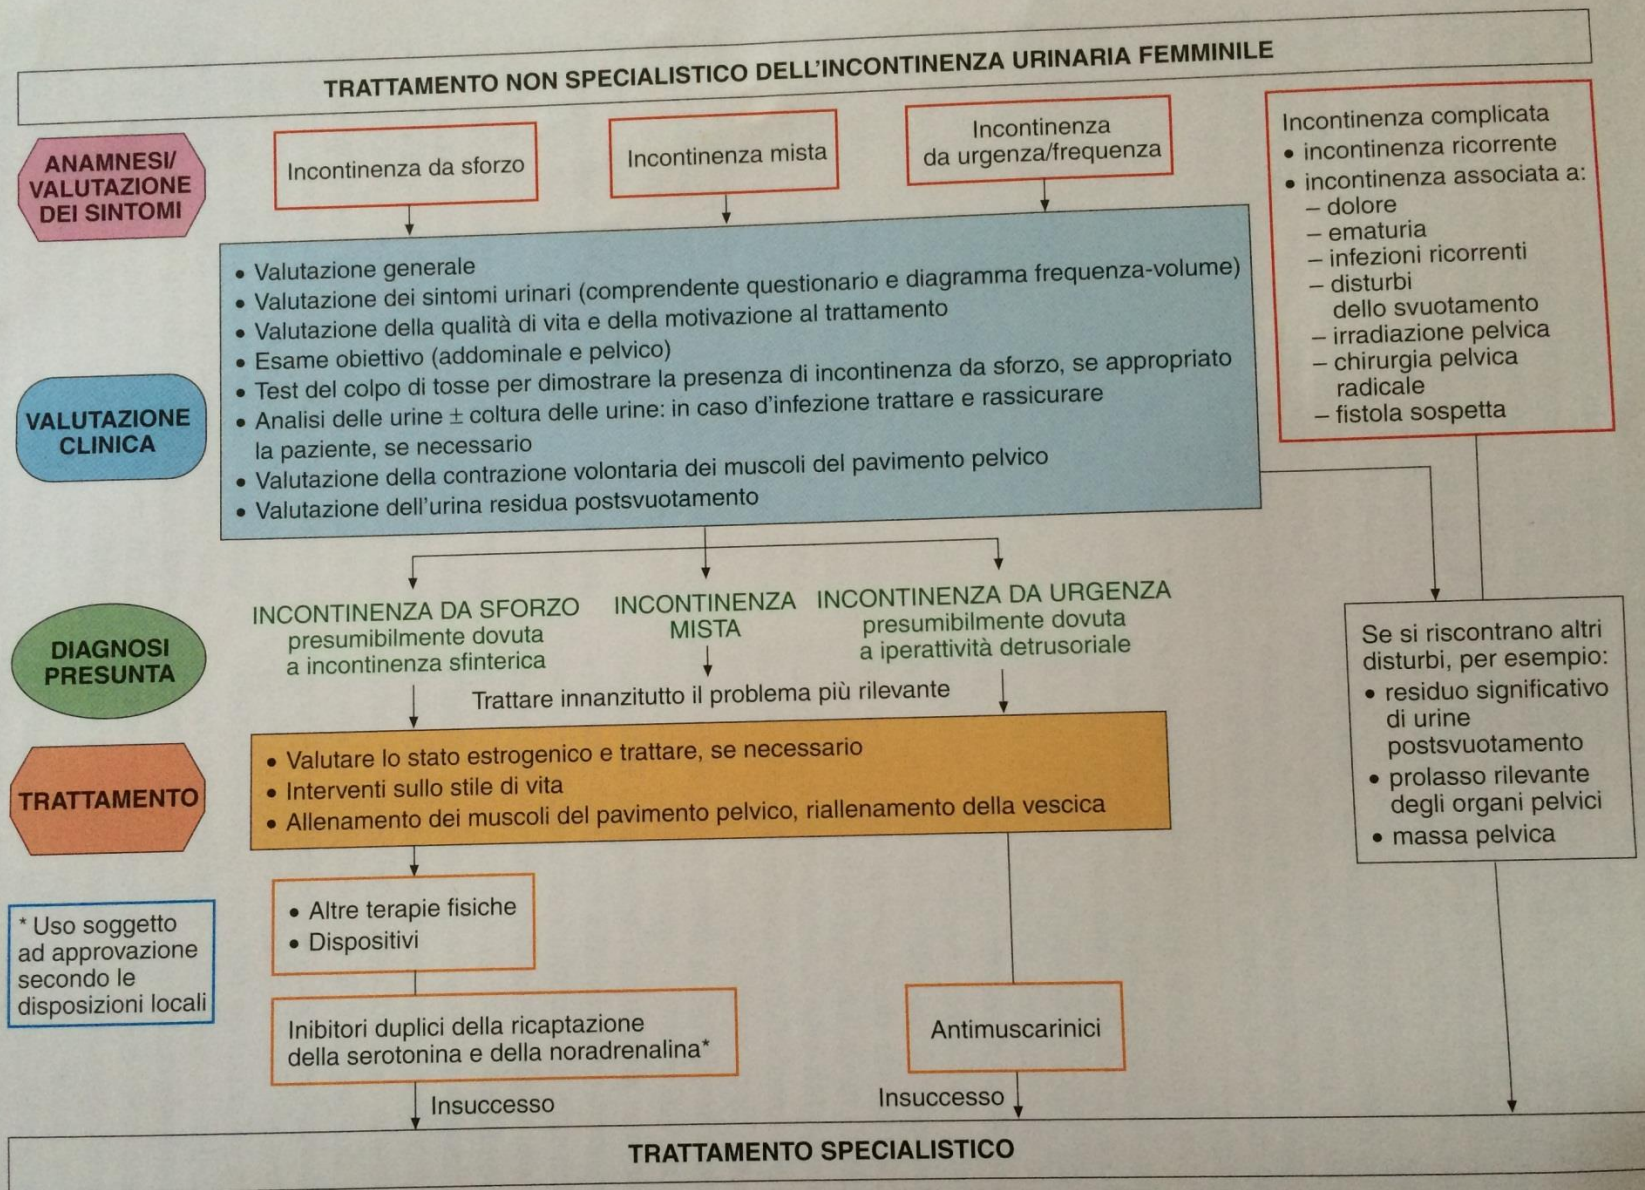 TRATTAMENTO NON SPECIALISTICO DELL'INCONTINENZA URINARIA FEMMINILE
ANAMNESI/
VALUTAZIONE
DEI SINTOMI
Incontinenza da sforzo
Incontinenza mista
Incontinenza
da urgenza/frequenza
Incontinenza complicata
• incontinenza ricorrente
• incontinenza associata a:
– dolore
– ematuria
– infezioni ricorrenti
– disturbi
dello svuotamento
– irradiazione pelvica
– chirurgia pelvica
radicale
– fistola sospetta
VALUTAZIONE
CLINICA
• Valutazione generale
• Valutazione dei sintomi urinari (comprendente questionario e diagramma frequenza-volume)
• Valutazione della qualità di vita e della motivazione al trattamento
• Esame obiettivo (addominale e pelvico)
• Test del colpo di tosse per dimostrare la presenza di incontinenza da sforzo, se appropriato
• Analisi delle urine ± coltura delle urine: in caso d'infezione trattare e rassicurare
la paziente, se necessario
• Valutazione della contrazione volontaria dei muscoli del pavimento pelvico
• Valutazione dell'urina residua postsvuotamento
DIAGNOSI
PRESUNTA
INCONTINENZA DA SFORZO
presumibilmente dovuta
a incontinenza sfinterica
INCONTINENZA
MISTA
INCONTINENZA DA URGENZA
presumibilmente dovuta
a iperattività detrusoriale
Trattare innanzitutto il problema più rilevante
Se si riscontrano altri
disturbi, per esempio:
• residuo significativo
di urine
postsvuotamento
• prolasso rilevante
degli organi pelvici
• massa pelvica
TRATTAMENTO
• Valutare lo stato estrogenico e trattare, se necessario
• Interventi sullo stile di vita
• Allenamento dei muscoli del pavimento pelvico, riallenamento della vescica
* Uso soggetto
ad approvazione
secondo le
disposizioni locali
• Altre terapie fisiche
• Dispositivi
Inibitori duplici della ricaptazione
della serotonina e della noradrenalina*
Antimuscarinici
Insuccesso
Insuccesso
TRATTAMENTO SPECIALISTICO